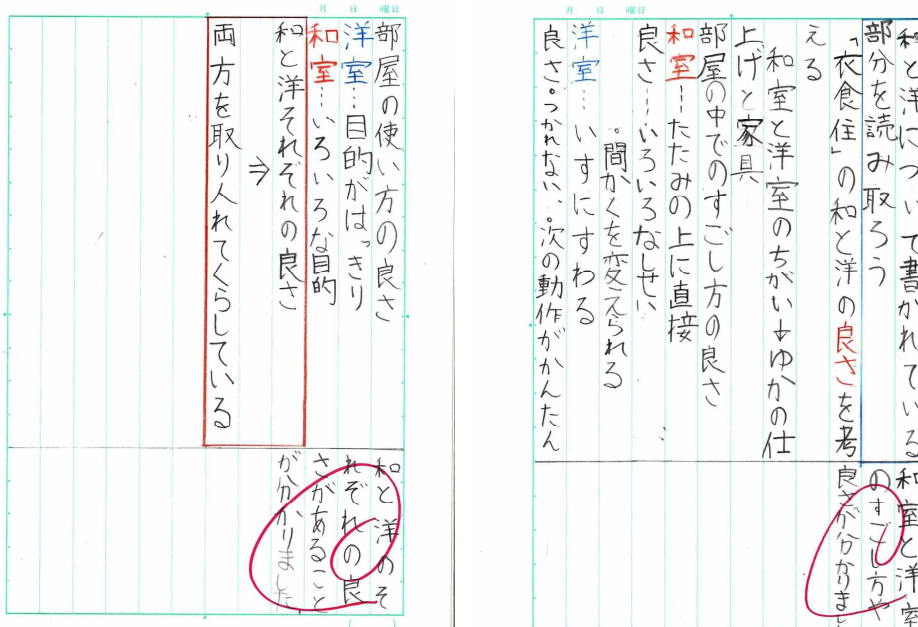 月 日 曜日
和と洋について書かれている
部分を読み取ろう
「衣食住」の和と洋の良さを考
える
和室と洋室のちがい→ゆかの仕
上げと家具
部屋の中でのすごし方の良さ
和室…たたみの上に直接
良さ…いろいろなしせい
・間かくを変えられる
洋室…いすにすわる
良さ・つかれない・次の動作がかんたん
和室と洋室
のすごし方や
良さが分かりまし
月 日 曜日
部屋の使い方の良さ
洋室…目的がはっきり
和室…いろいろな目的
和と洋それぞれの良さ
⇒
両方を取り入れてくらしている
和と洋のそ
れぞれの良
さがあること
が分かりました